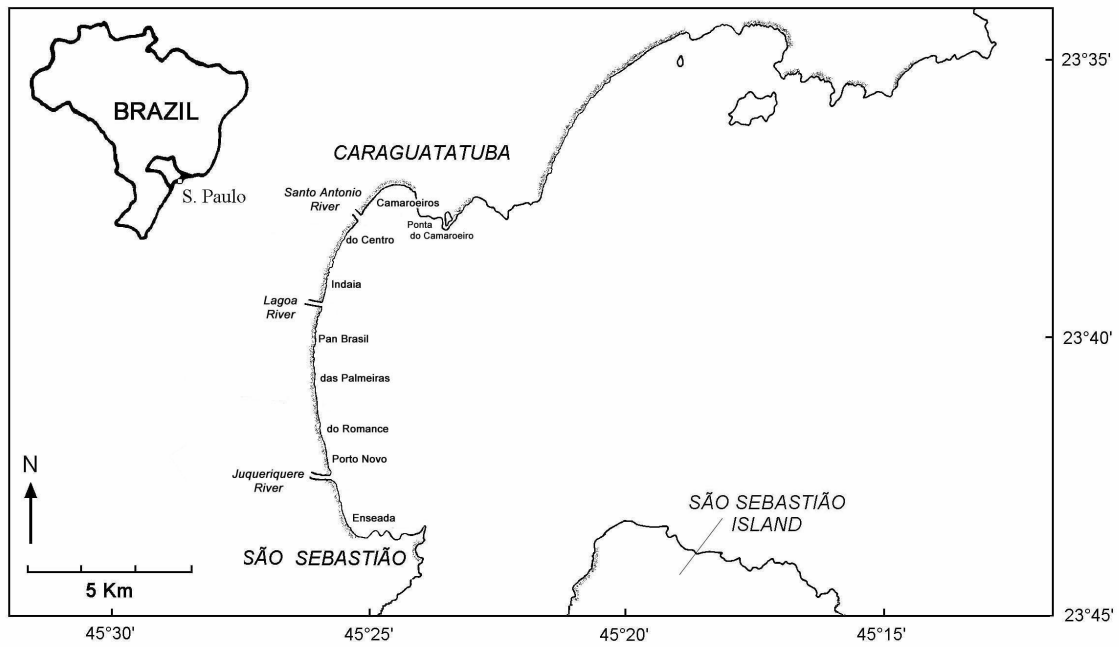 BRAZIL
S. Paulo
CARAGUATATUBA
Santo Antonio
River
Camaroeiros
Ponta
do Camaroeiro
do Centro
Indaia
Lagoa
River
Pan Brasil
das Palmeiras
do Romance
Porto Novo
Juqueriquere
River
Enseada
SÃO SEBASTIÃO
SÃO SEBASTIÃO
ISLAND
N
5 Km
23°35'
23°40'
23°45'
45°30'
45°25'
45°20'
45°15'